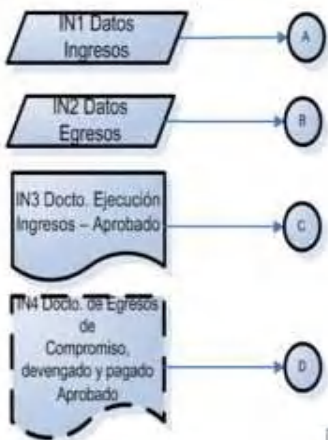 IN1 Datos
Ingresos
A
IN2 Datos
Egresos
B
IN3 Docto. Ejecución
Ingresos – Aprobado
C
IN4 Docto. de Egresos
de
Compromiso,
devengado y pagado
Aprobado
D